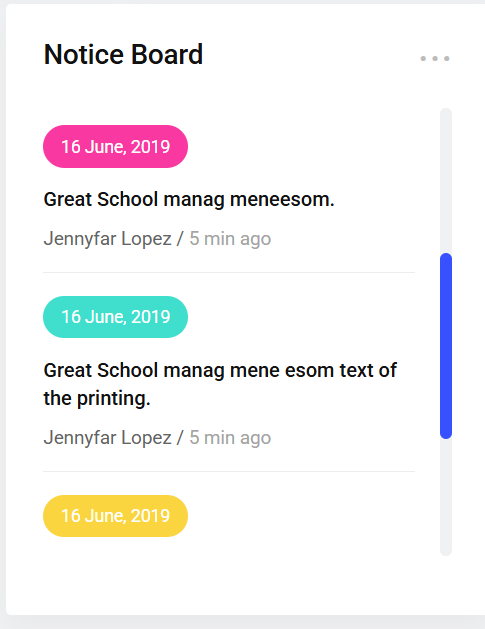 Notice Board
16 June, 2019
Great School manag meneesom.
Jennyfar Lopez / 5 min ago
16 June, 2019
Great School manag mene esom text of
the printing.
Jennyfar Lopez / 5 min ago
16 June, 2019